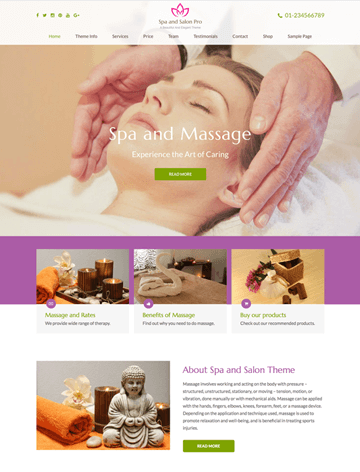 Spa and Salon Pro
01-234566789
Home Theme Info Services Price Team Testimonials Contact Shop Sample Page
Spa and Massage
Experience the Art of Caring
READ MORE
Massage and Rates
We provide wide range of therapy.
Benefits of Massage
Find out why you need to do massage.
Buy our products
Check out our recommended products.
About Spa and Salon Theme
Massage involves working and acting on the body with pressure –
structured, unstructured, stationary, or moving – tension, motion, or
vibration, done manually or with mechanical aids. Massage can be applied
with the hands, fingers, elbows, knees, forearm, feet, or a massage device.
Depending on the application and technique used, massage is used to
promote relaxation and well-being, and is beneficial in treating sports
injuries.
READ MORE